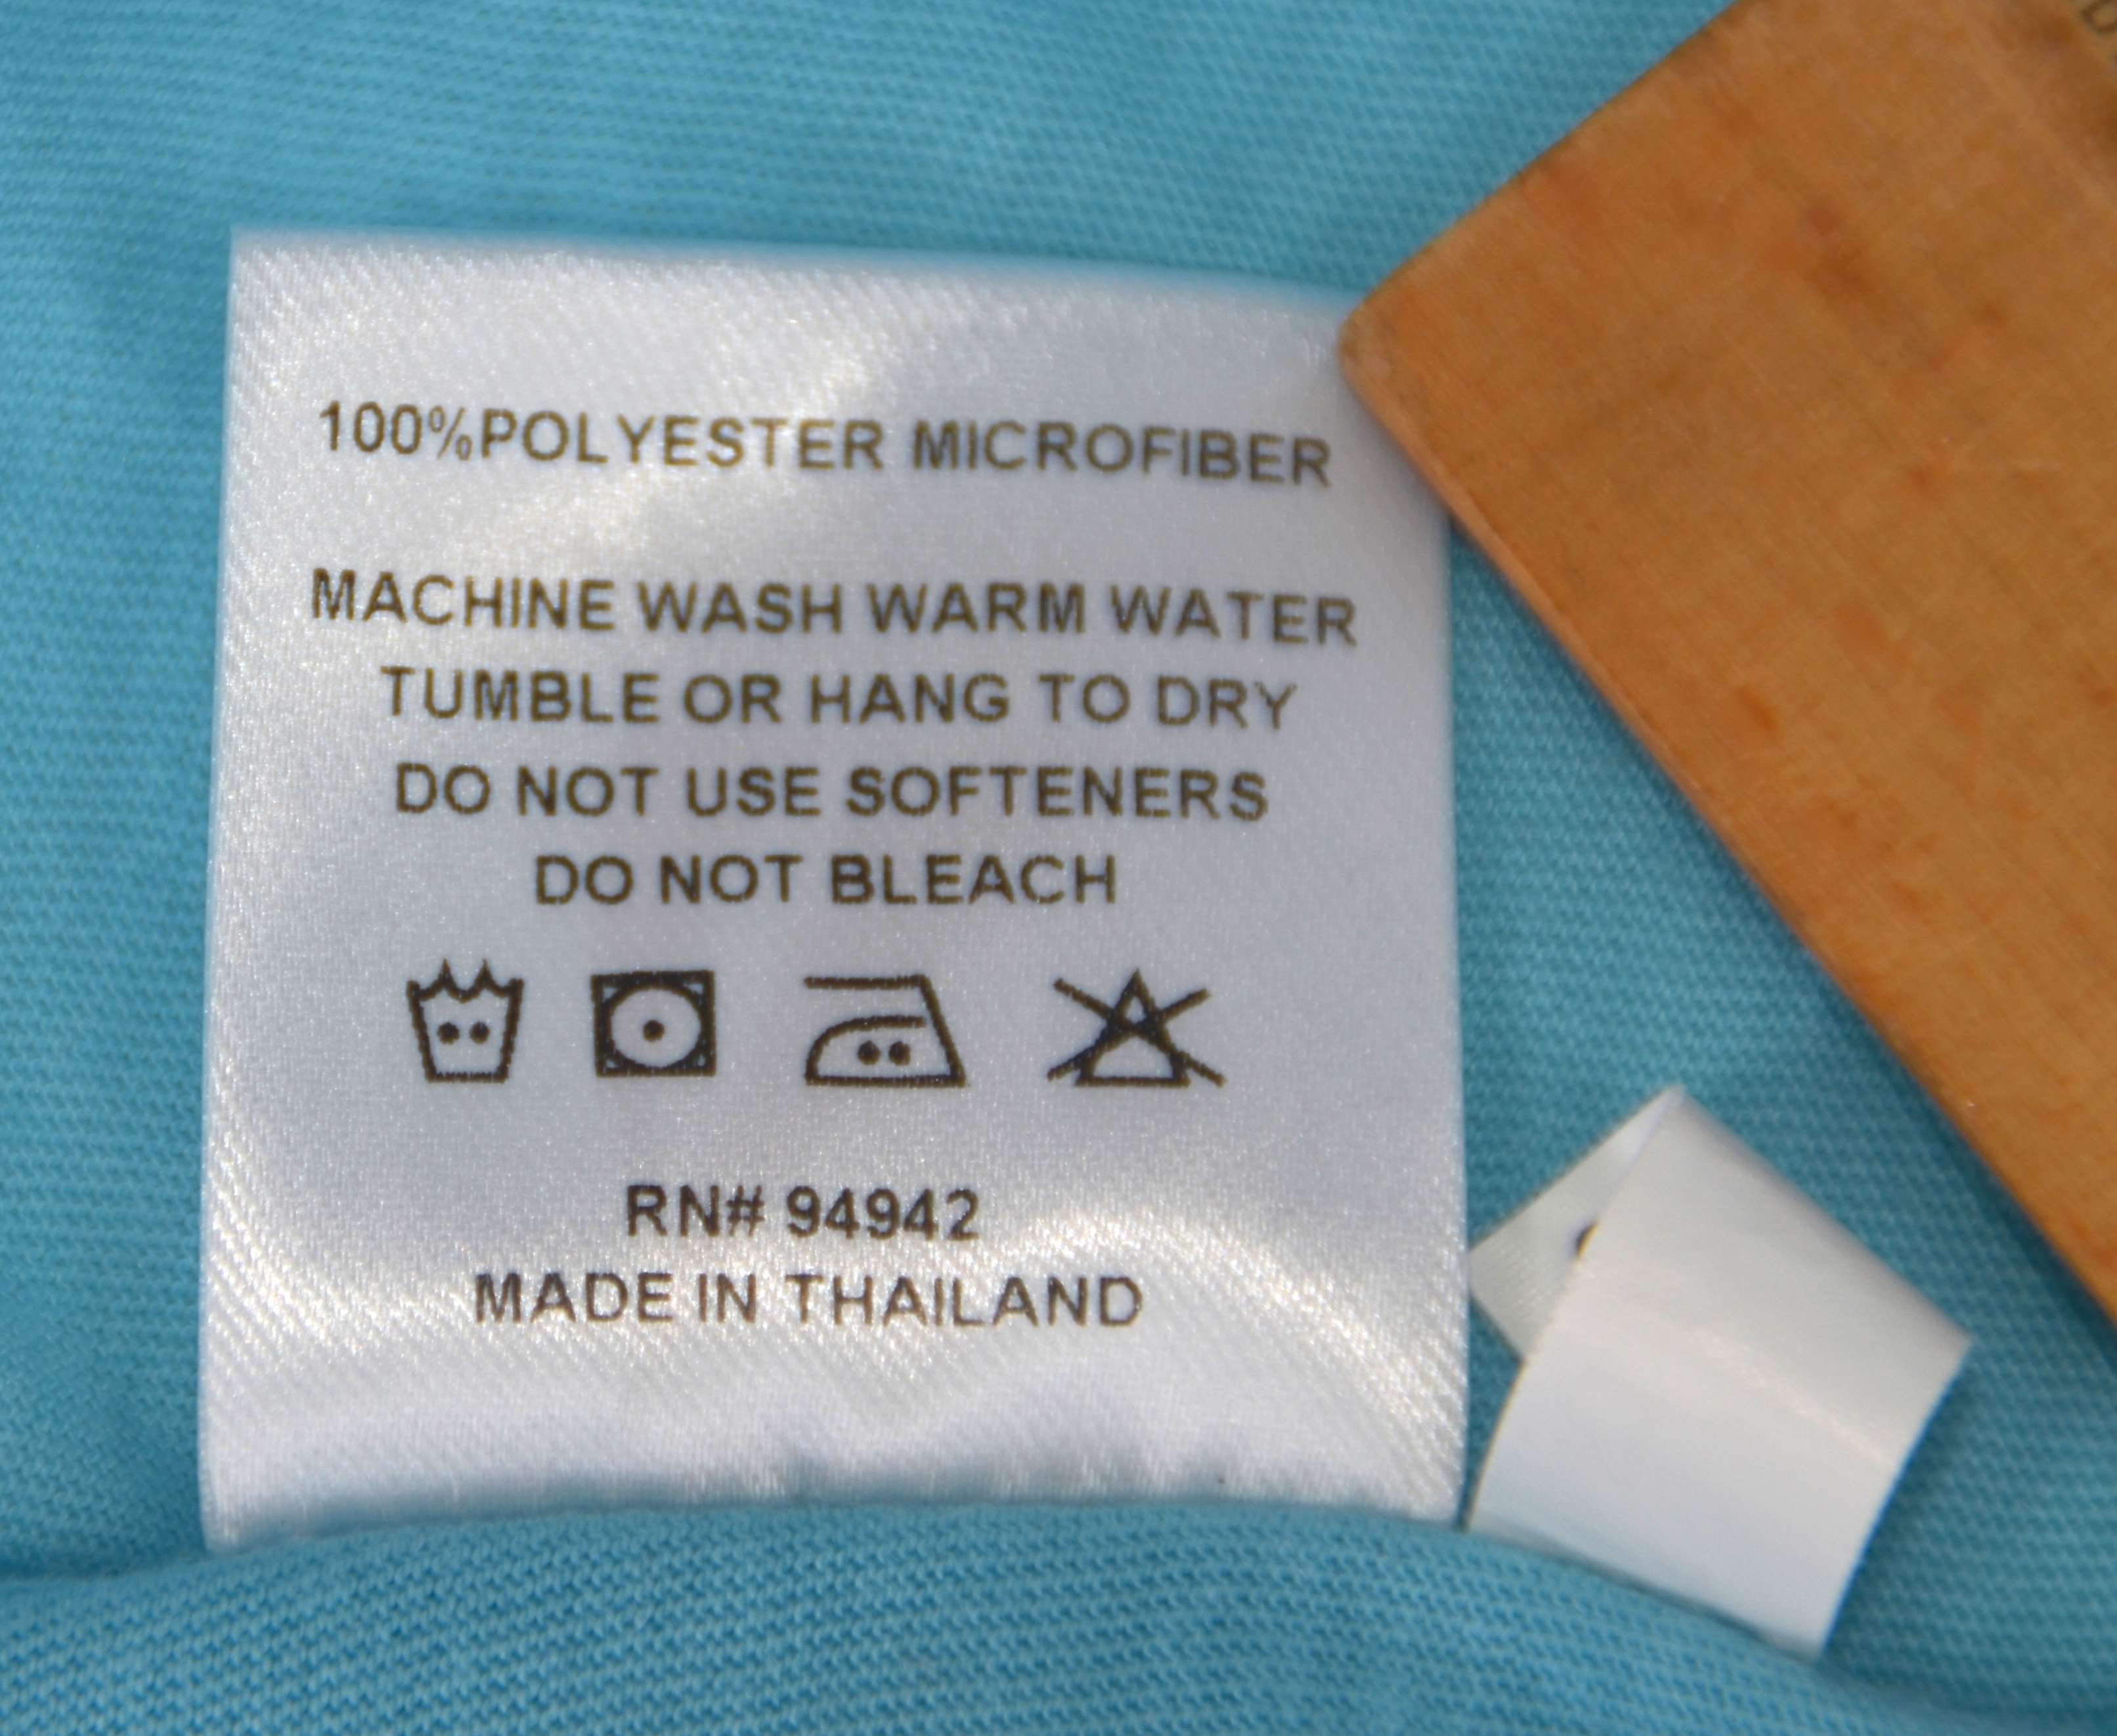 100%POLYESTER MICROFIBER
MACHINE WASH WARM WATER
TUMBLE OR HANG TO DRY
DO NOT USE SOFTENERS
DO NOT BLEACH
RN# 94942
MADE IN THAILAND